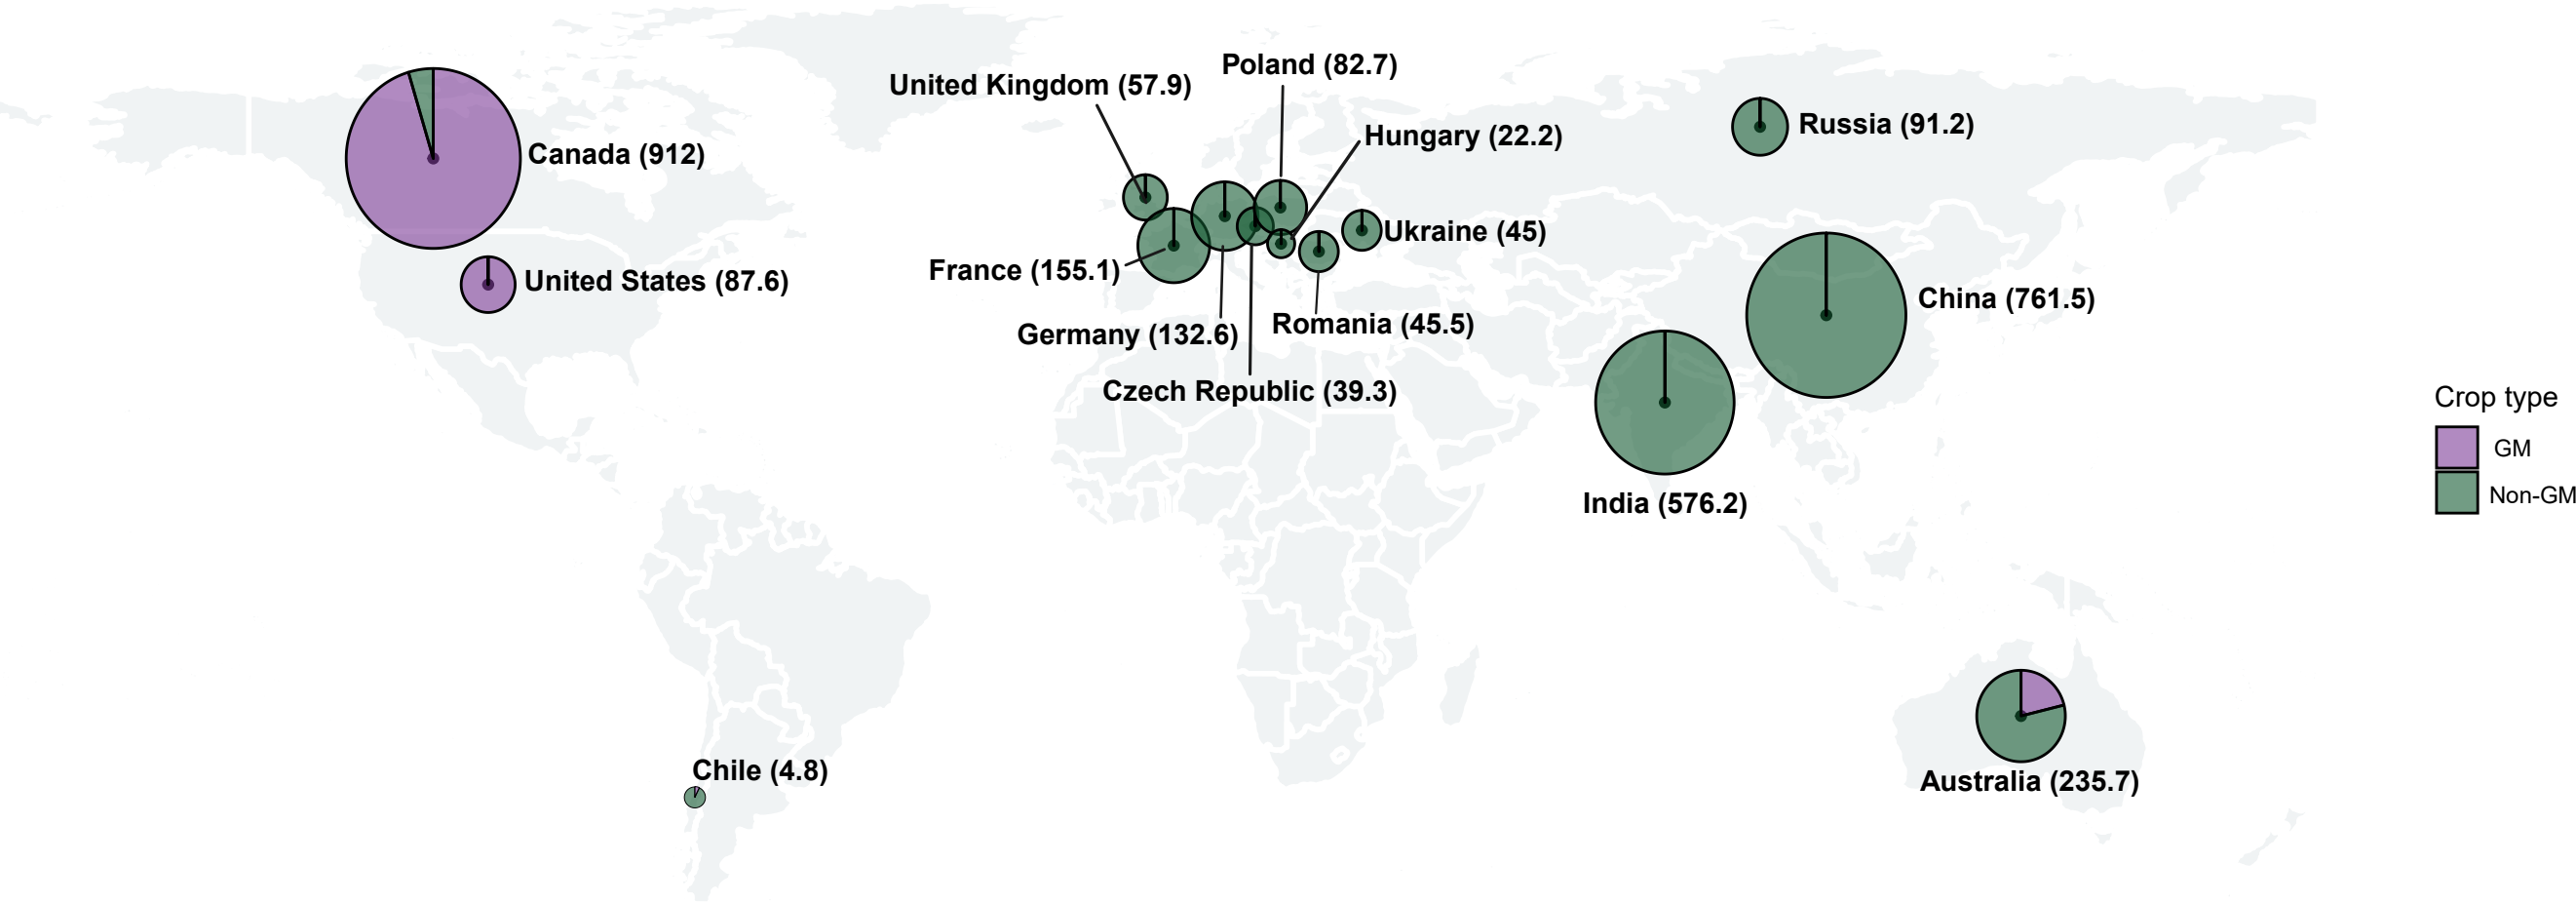 Poland (82.7)
United Kingdom (57.9)
Russia (91.2)
Hungary (22.2)
Canada (912)
Ukraine (45)
France (155.1)
United States (87.6)
China (761.5)
Romania (45.5)
Germany (132.6)
Czech Republic (39.3)
Crop type
GM
Non-GM
India (576.2)
Chile (4.8)
Australia (235.7)